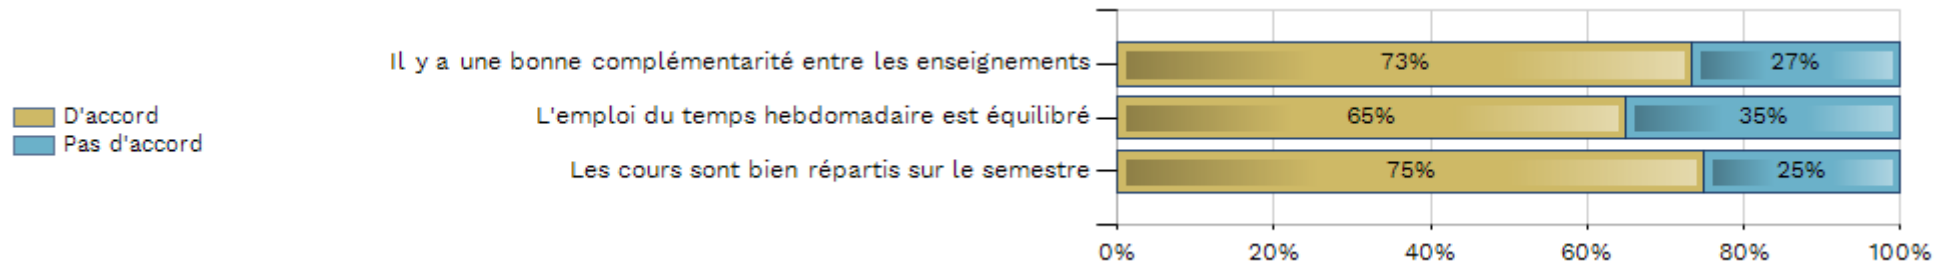 Il y a une bonne complémentarité entre les enseignements
73%
27%
D'accord
L'emploi du temps hebdomadaire est équilibré
65%
35%
Pas d'accord
Les cours sont bien répartis sur le semestre
75%
25%
0%
20%
40%
60%
80%
100%